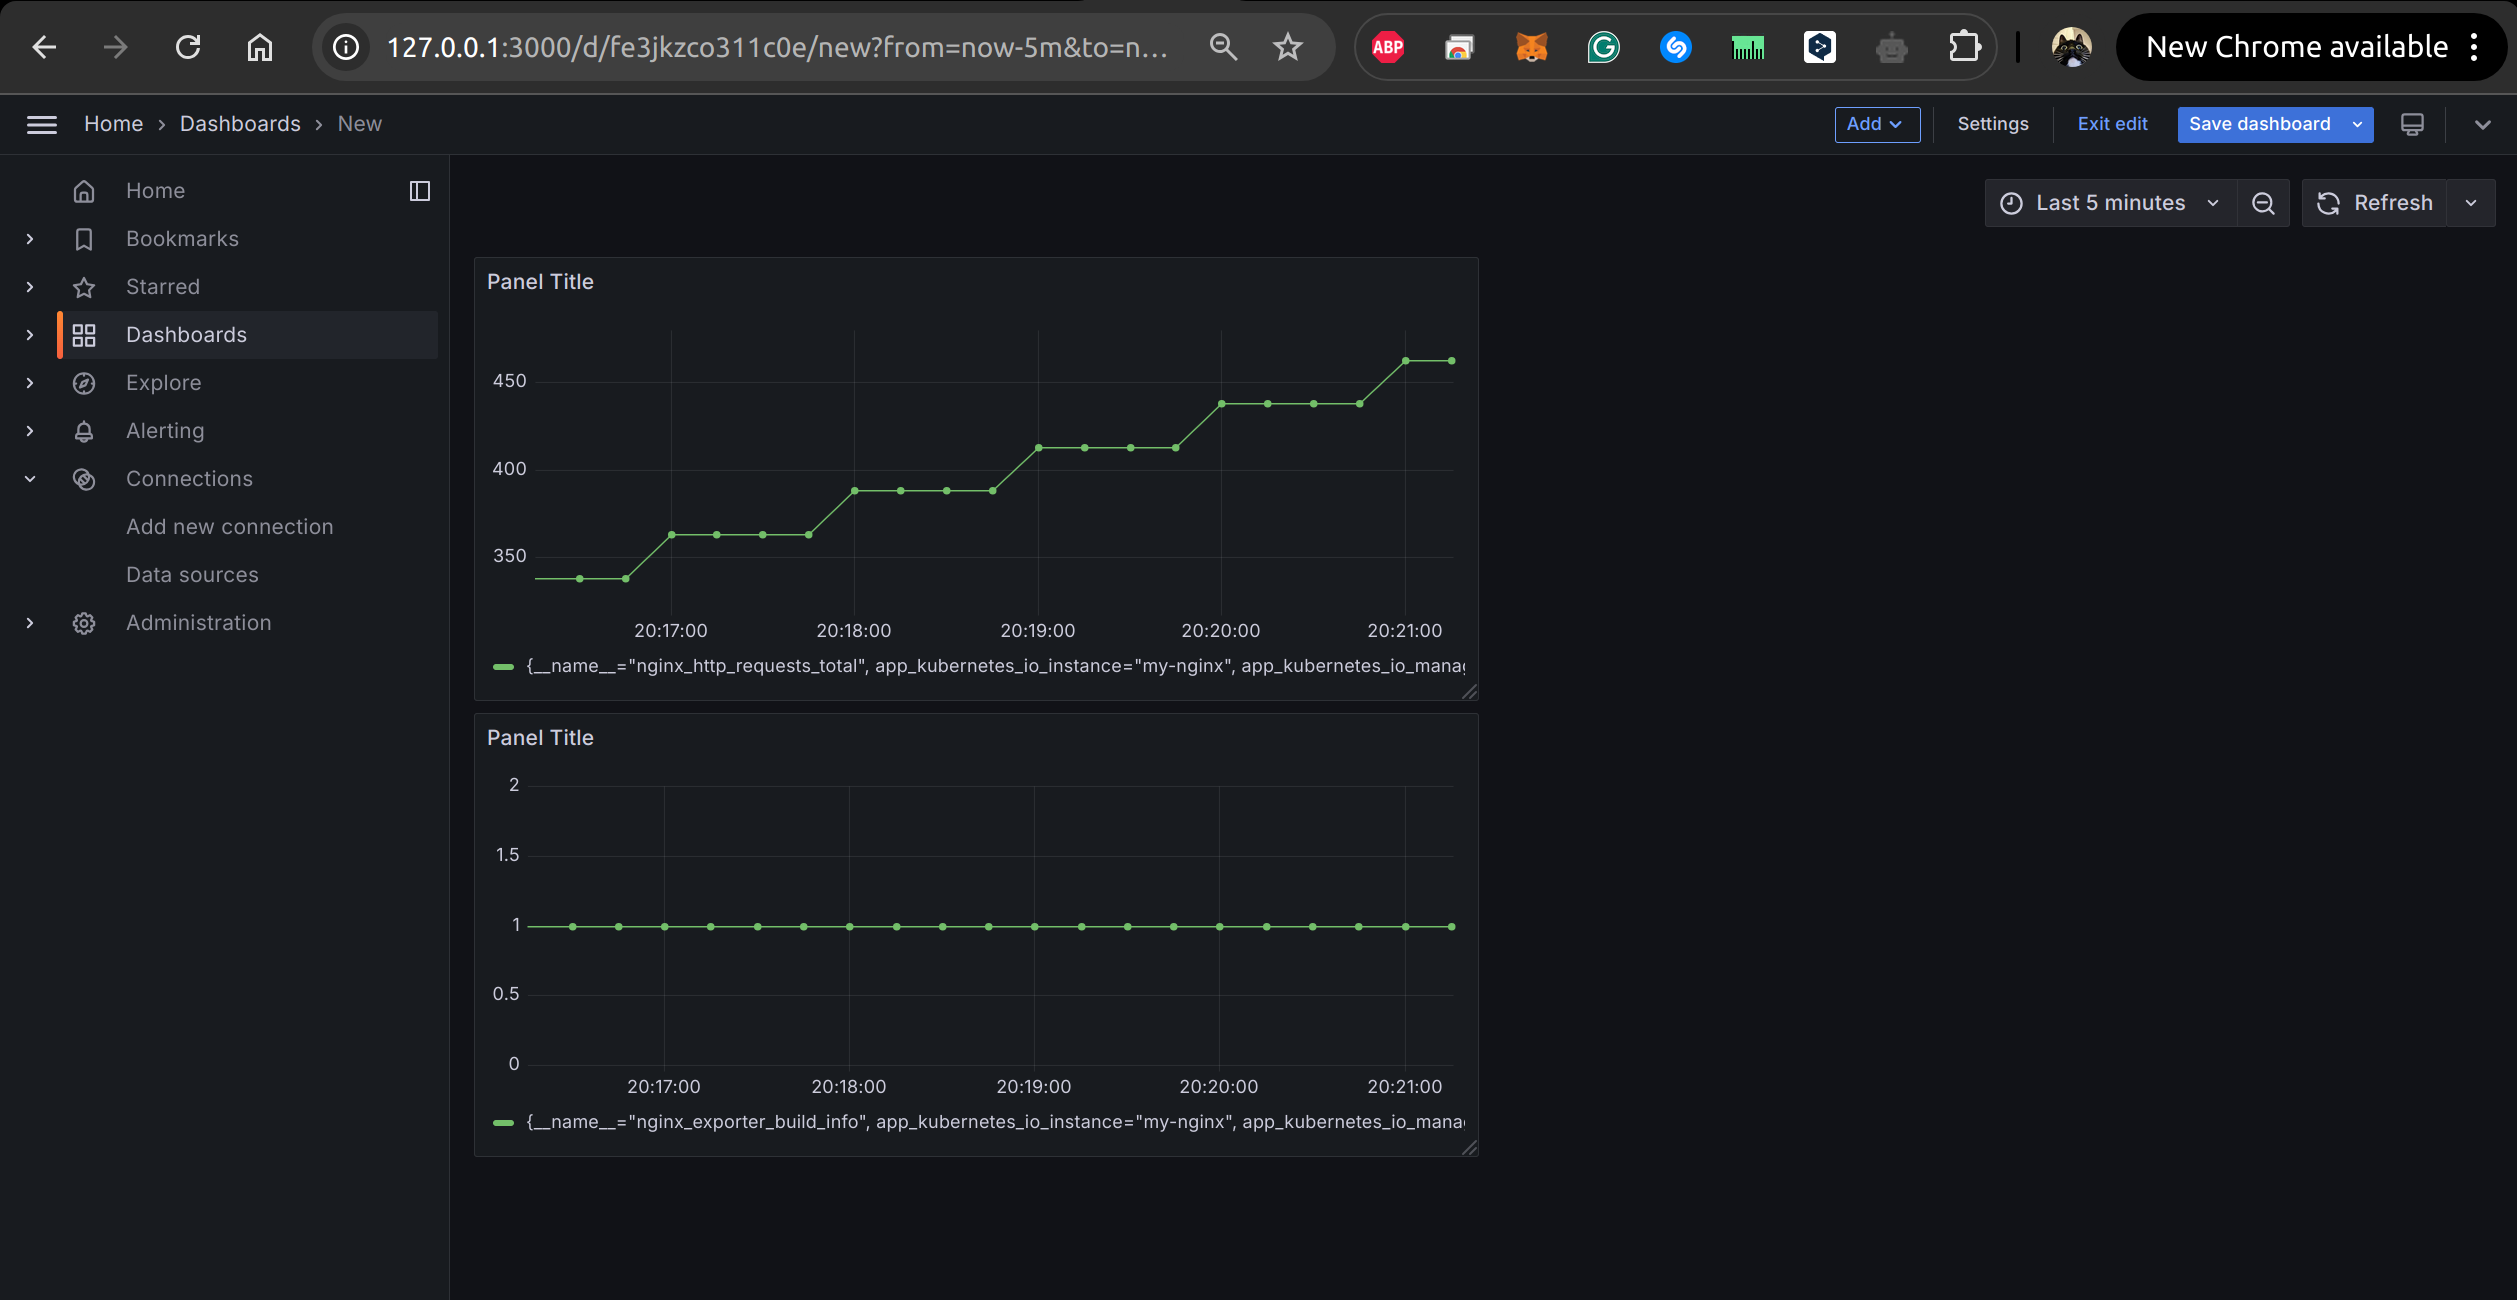 127.0.0.1:3000/d/fe3jkzco311c0e/new?from=now-5m&to=n...
ABP
New Chrome available
Home › Dashboards › New
Add
Settings
Exit edit
Save dashboard
Home
Bookmarks
Starred
Dashboards
Explore
Alerting
Connections
Add new connection
Data sources
Administration
Last 5 minutes
Refresh
Panel Title
450
400
350
20:17:00 20:18:00 20:19:00 20:20:00 20:21:00
{__name__="nginx_http_requests_total", app_kubernetes_io_instance="my-nginx", app_kubernetes_io_mana
Panel Title
2
1.5
1
0.5
0
20:17:00 20:18:00 20:19:00 20:20:00 20:21:00
{__name__="nginx_exporter_build_info", app_kubernetes_io_instance="my-nginx", app_kubernetes_io_mana